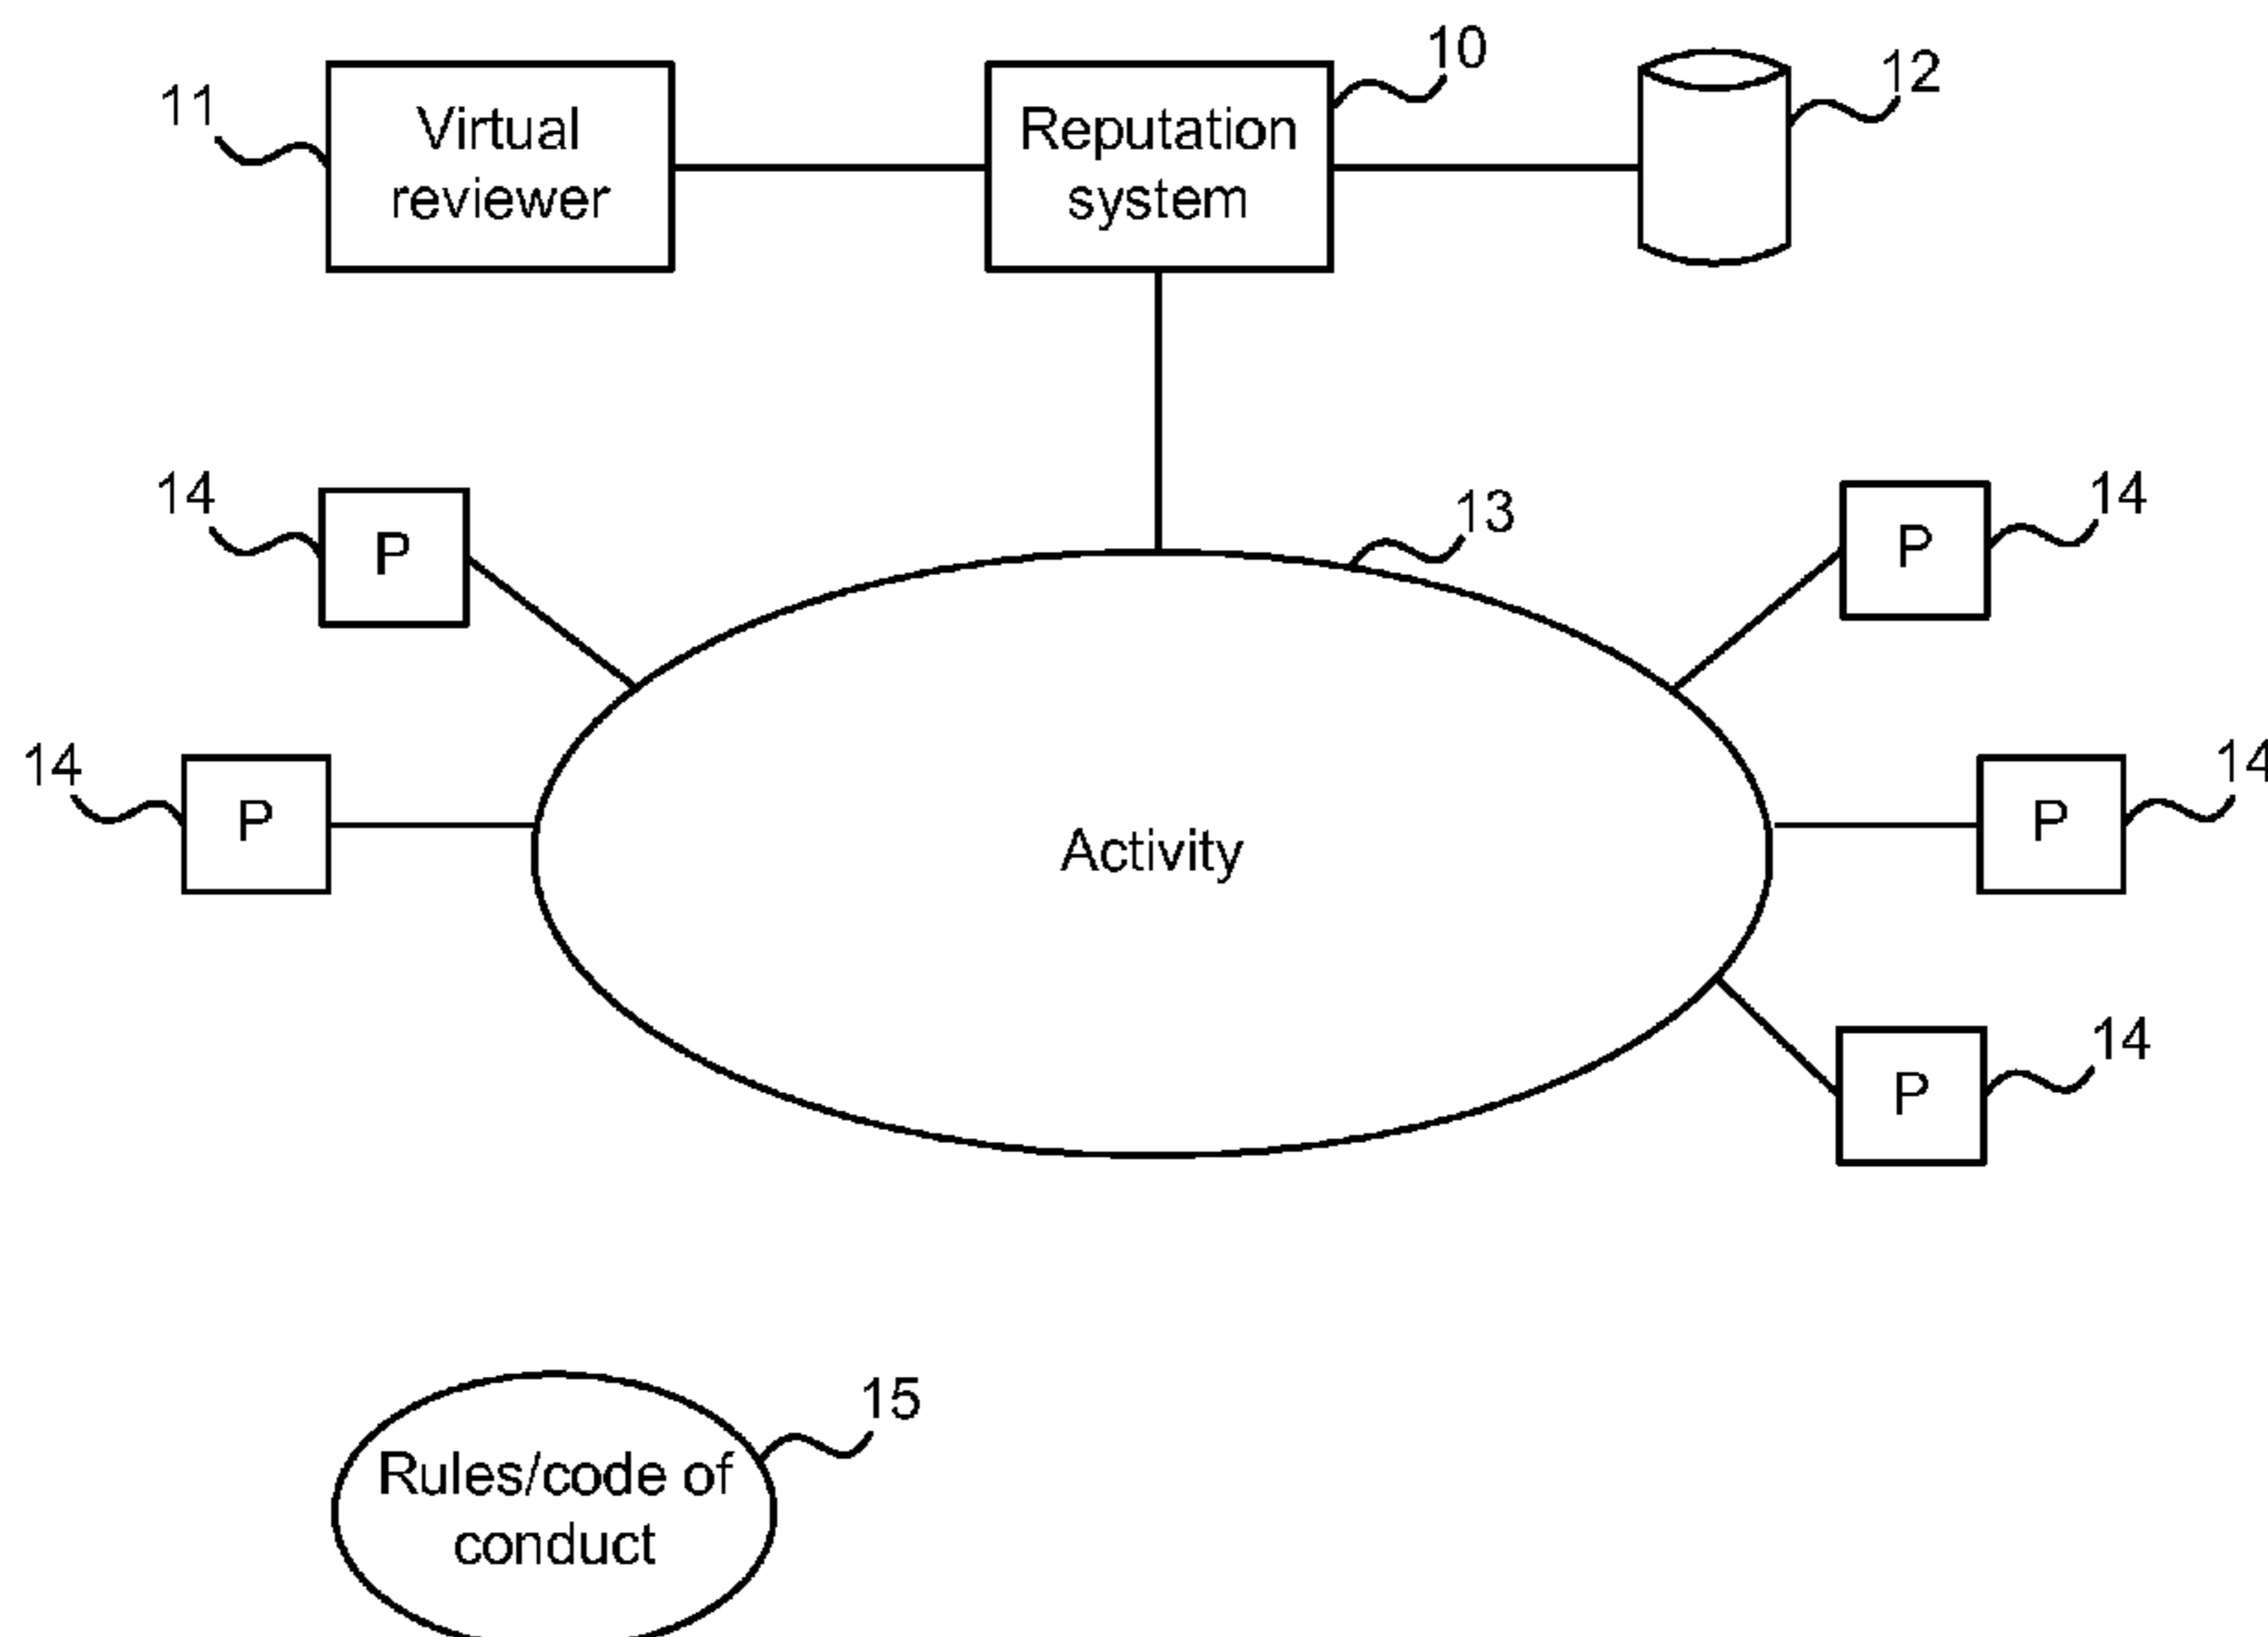 10
12
11
Virtual
reviewer
Reputation
system
14
P
13
P
14
14
P
Activity
P
14
P
14
15
Rules/code of
conduct